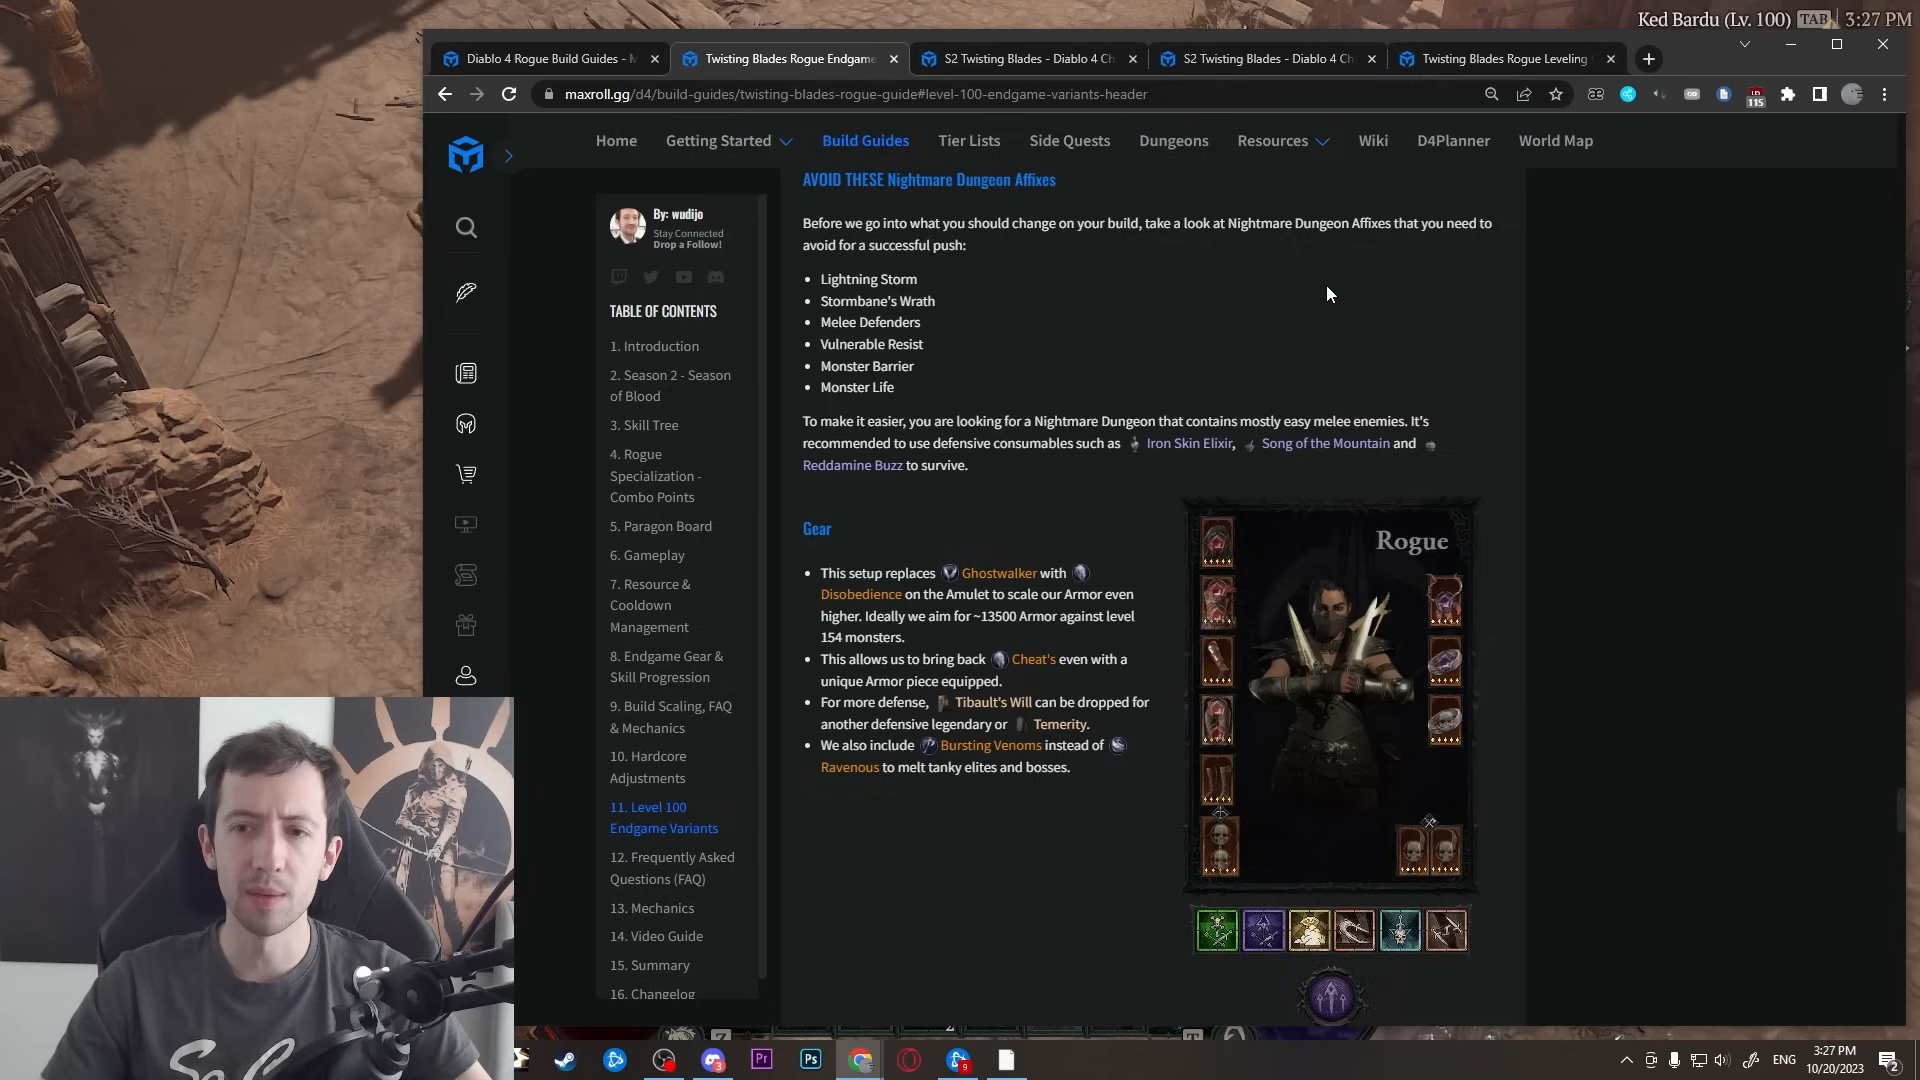 Ked Bardu (Lv. 100) TAB 3:27 PM
Diablo 4 Rogue Build Guides - M
Twisting Blades Rogue Endgame
S2 Twisting Blades - Diablo 4 Ch
S2 Twisting Blades - Diablo 4 Ch
Twisting Blades Rogue Leveling
maxroll.gg/d4/build-guides/twisting-blades-rogue-guide#level-100-endgame-variants-header
115
Home
Getting Started
Build Guides
Tier Lists
Side Quests
Dungeons
Resources
Wiki
D4Planner
World Map
By: wudijo
Stay Connected
Drop a Follow!
TABLE OF CONTENTS
1. Introduction
2. Season 2 - Season
of Blood
3. Skill Tree
4. Rogue
Specialization -
Combo Points
5. Paragon Board
6. Gameplay
7. Resource &
Cooldown
Management
8. Endgame Gear &
Skill Progression
9. Build Scaling, FAQ
& Mechanics
10. Hardcore
Adjustments
11. Level 100
Endgame Variants
12. Frequently Asked
Questions (FAQ)
13. Mechanics
14. Video Guide
15. Summary
16. Changelog
AVOID THESE Nightmare Dungeon Affixes
Before we go into what you should change on your build, take a look at Nightmare Dungeon Affixes that you need to
avoid for a successful push:
• Lightning Storm
• Stormbane's Wrath
• Melee Defenders
• Vulnerable Resist
• Monster Barrier
• Monster Life
To make it easier, you are looking for a Nightmare Dungeon that contains mostly easy melee enemies. It's
recommended to use defensive consumables such as Iron Skin Elixir, Song of the Mountain and
Reddamine Buzz to survive.
Gear
• This setup replaces Ghostwalker with
Disobedience on the Amulet to scale our Armor even
higher. Ideally we aim for ~13500 Armor against level
154 monsters.
• This allows us to bring back Cheat's even with a
unique Armor piece equipped.
• For more defense, Tibault's Will can be dropped for
another defensive legendary or Temerity.
• We also include Bursting Venoms instead of
Ravenous to melt tanky elites and bosses.
Rogue
Z
T
Pr
Ps
3
9
ENG
3:27 PM
10/20/2023
2